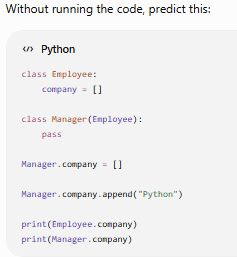 Without running the code, predict this:
Python
class Employee:
    company = []
class Manager(Employee):
    pass
Manager.company = []
Manager.company.append("Python")
print(Employee.company)
print(Manager.company)